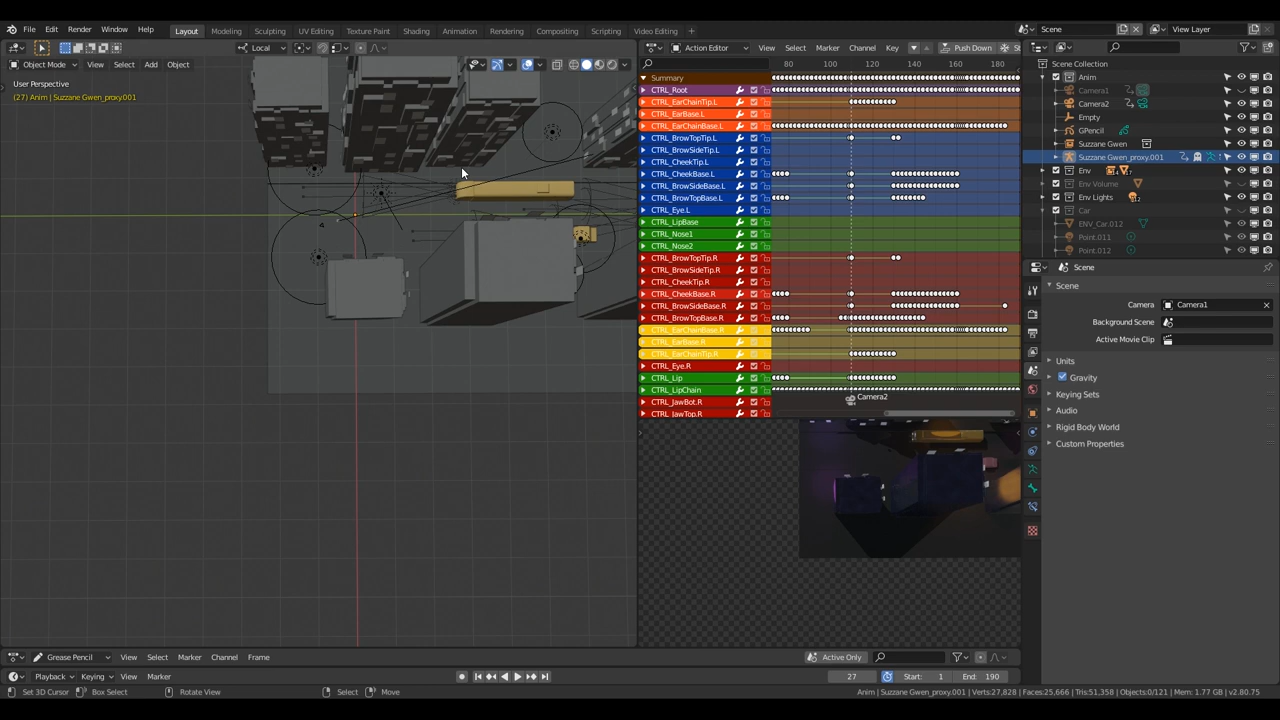 File Edit Render Window Help
Layout Modeling Sculpting UV Editing Texture Paint Shading Animation Rendering Compositing Scripting Video Editing
Scene View Layer
Local
Object Mode View Select Add Object
User Perspective
(27) Anim | Suzanne Gwen_proxy.001
Action Editor View Select Marker Channel Key Push Down St
80 100 120 140 160 180
Summary
CTRL_Root
CTRL_EarChainTip.L
CTRL_EarBase.L
CTRL_EarChainBase.L
CTRL_BrowTopTip.L
CTRL_BrowSideTip.L
CTRL_CheekTip.L
CTRL_CheekBase.L
CTRL_BrowSideBase.L
CTRL_BrowTopBase.L
CTRL_Eye.L
CTRL_LipBase
CTRL_Nose1
CTRL_Nose2
CTRL_BrowTopTip.R
CTRL_BrowSideTip.R
CTRL_CheekTip.R
CTRL_CheekBase.R
CTRL_BrowSideBase.R
CTRL_BrowTopBase.R
CTRL_EarChainBase.R
CTRL_EarBase.R
CTRL_EarChainTip.R
CTRL_Eye.R
CTRL_Lip
CTRL_LipChain
CTRL_JawBot.R
CTRL_JawTop.R
Camera2
Scene Collection
Anim
Camera1
Camera2
Empty
GPencil
Suzzane Gwen
Suzzane Gwen_proxy.001
Env
Env Volume
Env Lights
Car
ENV_Car.012
Point.011
Point.012
Scene
Scene
Camera Camera1
Background Scene
Active Movie Clip
Units
Gravity
Keying Sets
Audio
Rigid Body World
Custom Properties
Grease Pencil View Select Marker Channel Frame Active Only
Playback Keying View Marker 27 Start: 1 End: 190
Set 3D Cursor Box Select Rotate View Select Move
Anim | Suzzane Gwen_proxy.001 | Verts:27,828 | Faces:25,666 | Tris:51,358 | Objects:0/121 | Mem: 1.77 GB | v2.80.75